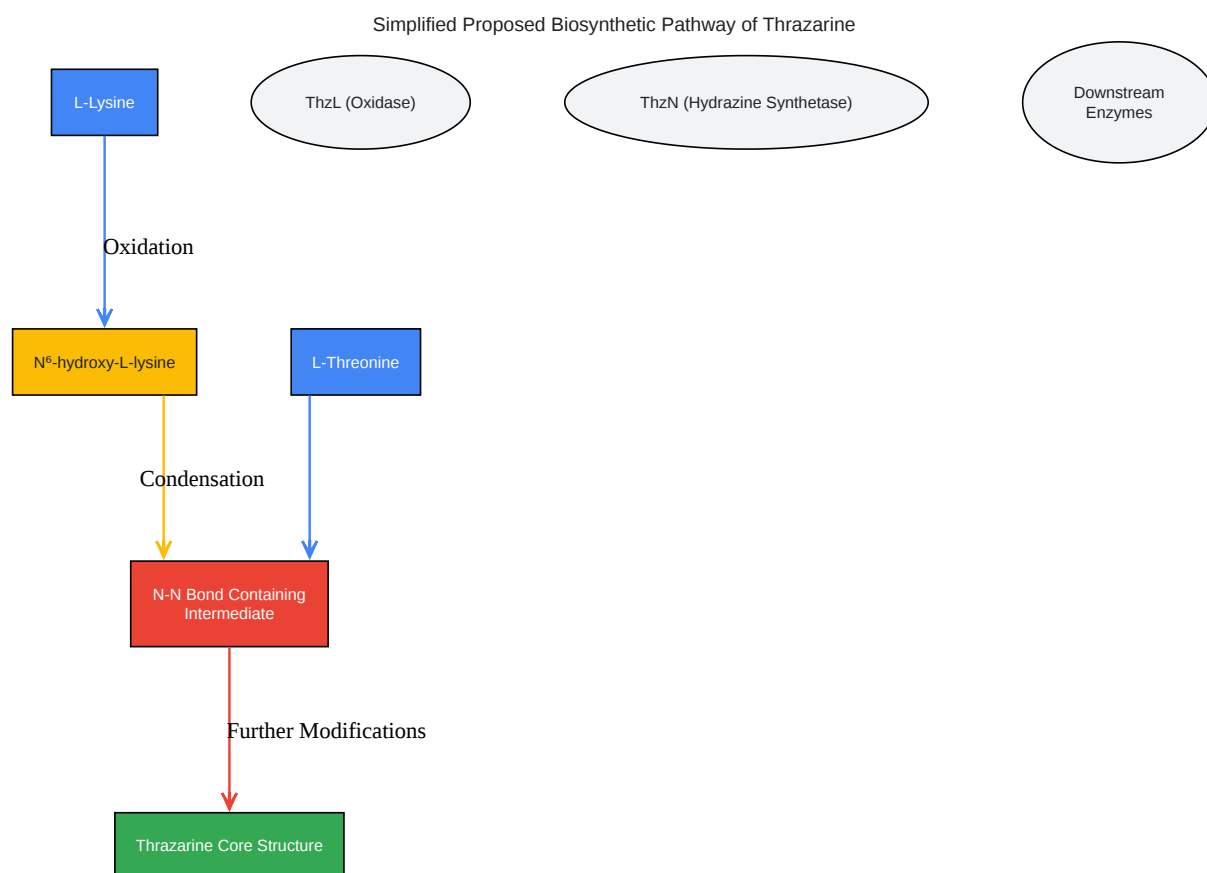 Simplified Proposed Biosynthetic Pathway of Thrazarine
L-Lysine
ThzL (Oxidase)
ThzN (Hydrazine Synthetase)
Downstream
Enzymes
Oxidation
N⁶-hydroxy-L-lysine
L-Threonine
Condensation
N-N Bond Containing
Intermediate
Further Modifications
Thrazarine Core Structure